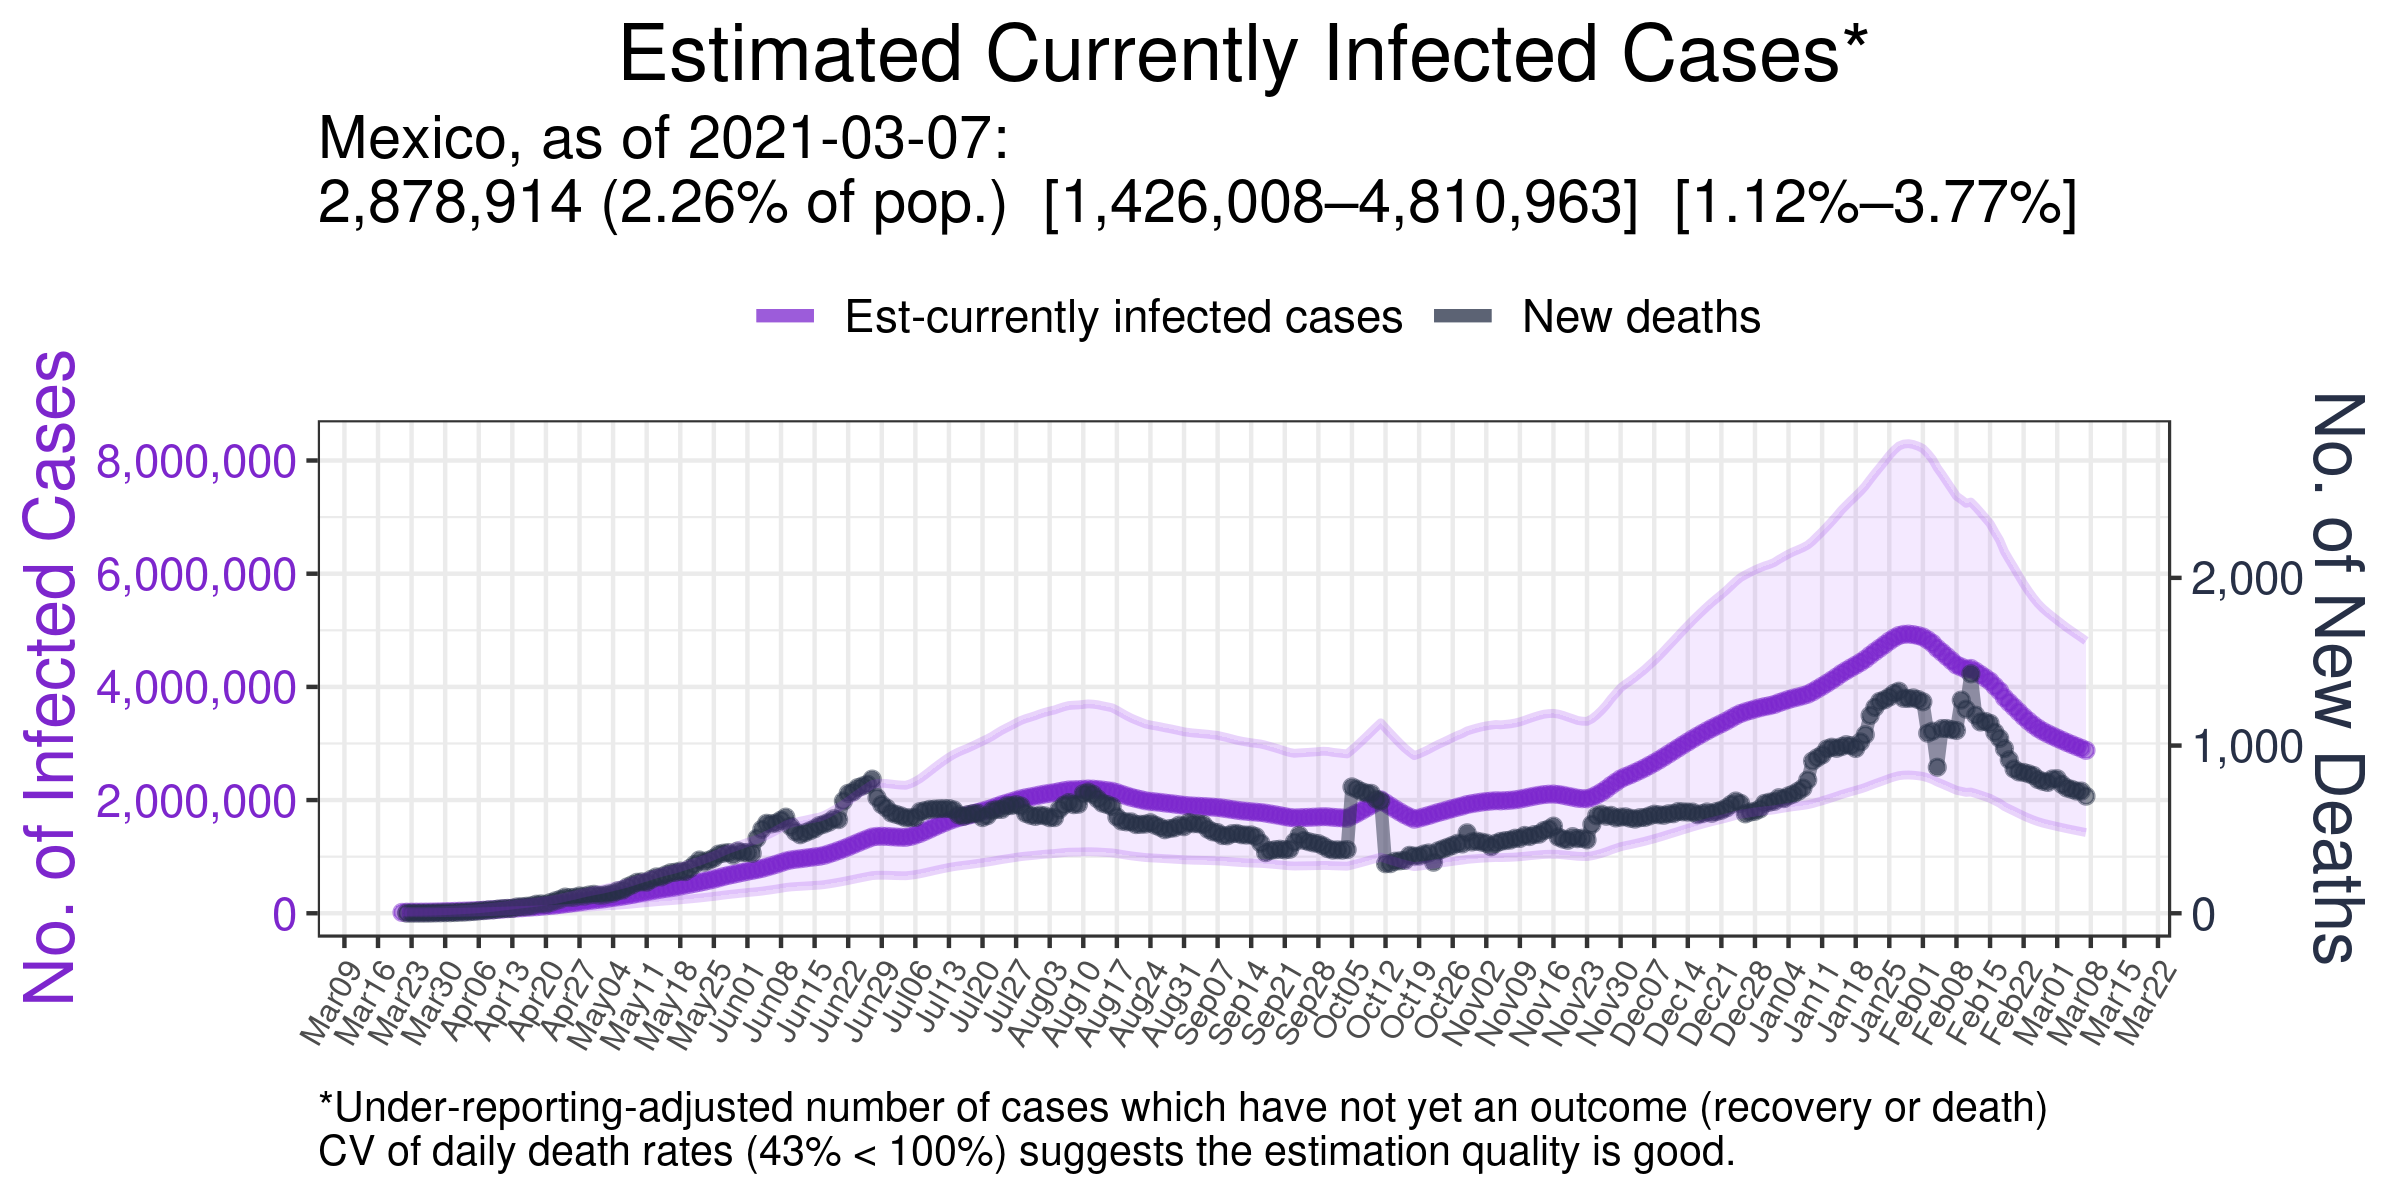 Estimated Currently Infected Cases*
Mexico, as of 2021-03-07:
2,878,914 (2.26% of pop.)  [1,426,008–4,810,963]  [1.12%–3.77%]
Est-currently infected cases
New deaths
No. of Infected Cases
8,000,000
6,000,000
4,000,000
2,000,000
0
No. of New Deaths
2,000
1,000
0
Mar09
Mar16
Mar23
Mar30
Apr06
Apr13
Apr20
Apr27
May04
May11
May18
May25
Jun01
Jun08
Jun15
Jun22
Jun29
Jul06
Jul13
Jul20
Jul27
Aug03
Aug10
Aug17
Aug24
Aug31
Sep07
Sep14
Sep21
Sep28
Oct05
Oct12
Oct19
Oct26
Nov02
Nov09
Nov16
Nov23
Nov30
Dec07
Dec14
Dec21
Dec28
Jan04
Jan11
Jan18
Jan25
Feb01
Feb08
Feb15
Feb22
Mar01
Mar08
Mar15
Mar22
*Under-reporting-adjusted number of cases which have not yet an outcome (recovery or death)
CV of daily death rates (43% < 100%) suggests the estimation quality is good.